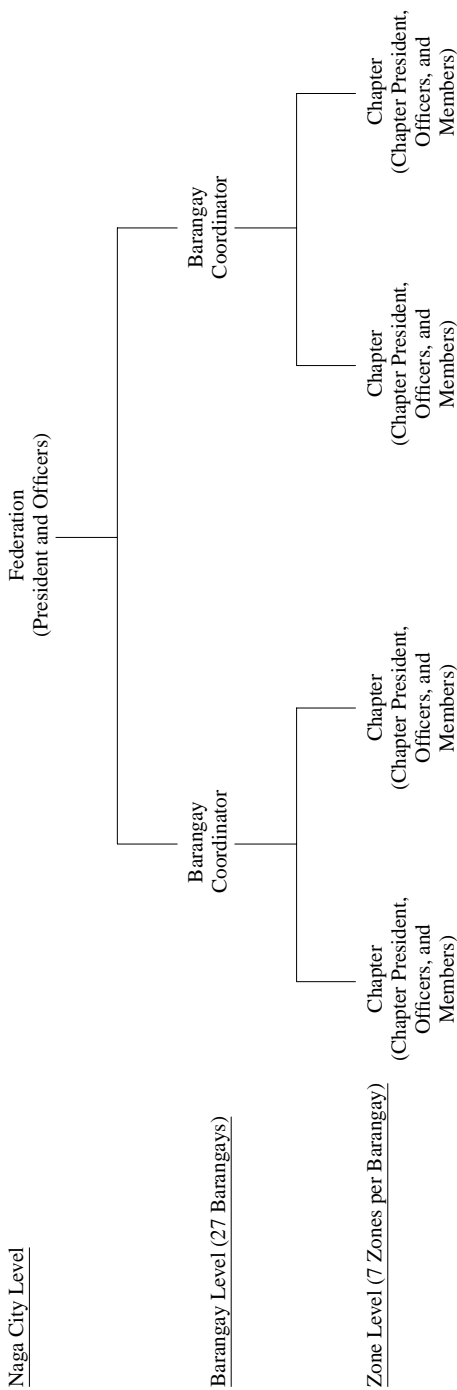 Naga City Level
Federation
(President and Officers)
Barangay Level (27 Barangays)
Barangay
Coordinator
Barangay
Coordinator
Zone Level (7 Zones per Barangay)
Chapter
(Chapter President,
Officers, and
Members)
Chapter
(Chapter President,
Officers, and
Members)
Chapter
(Chapter President,
Officers, and
Members)
Chapter
(Chapter President,
Officers, and
Members)